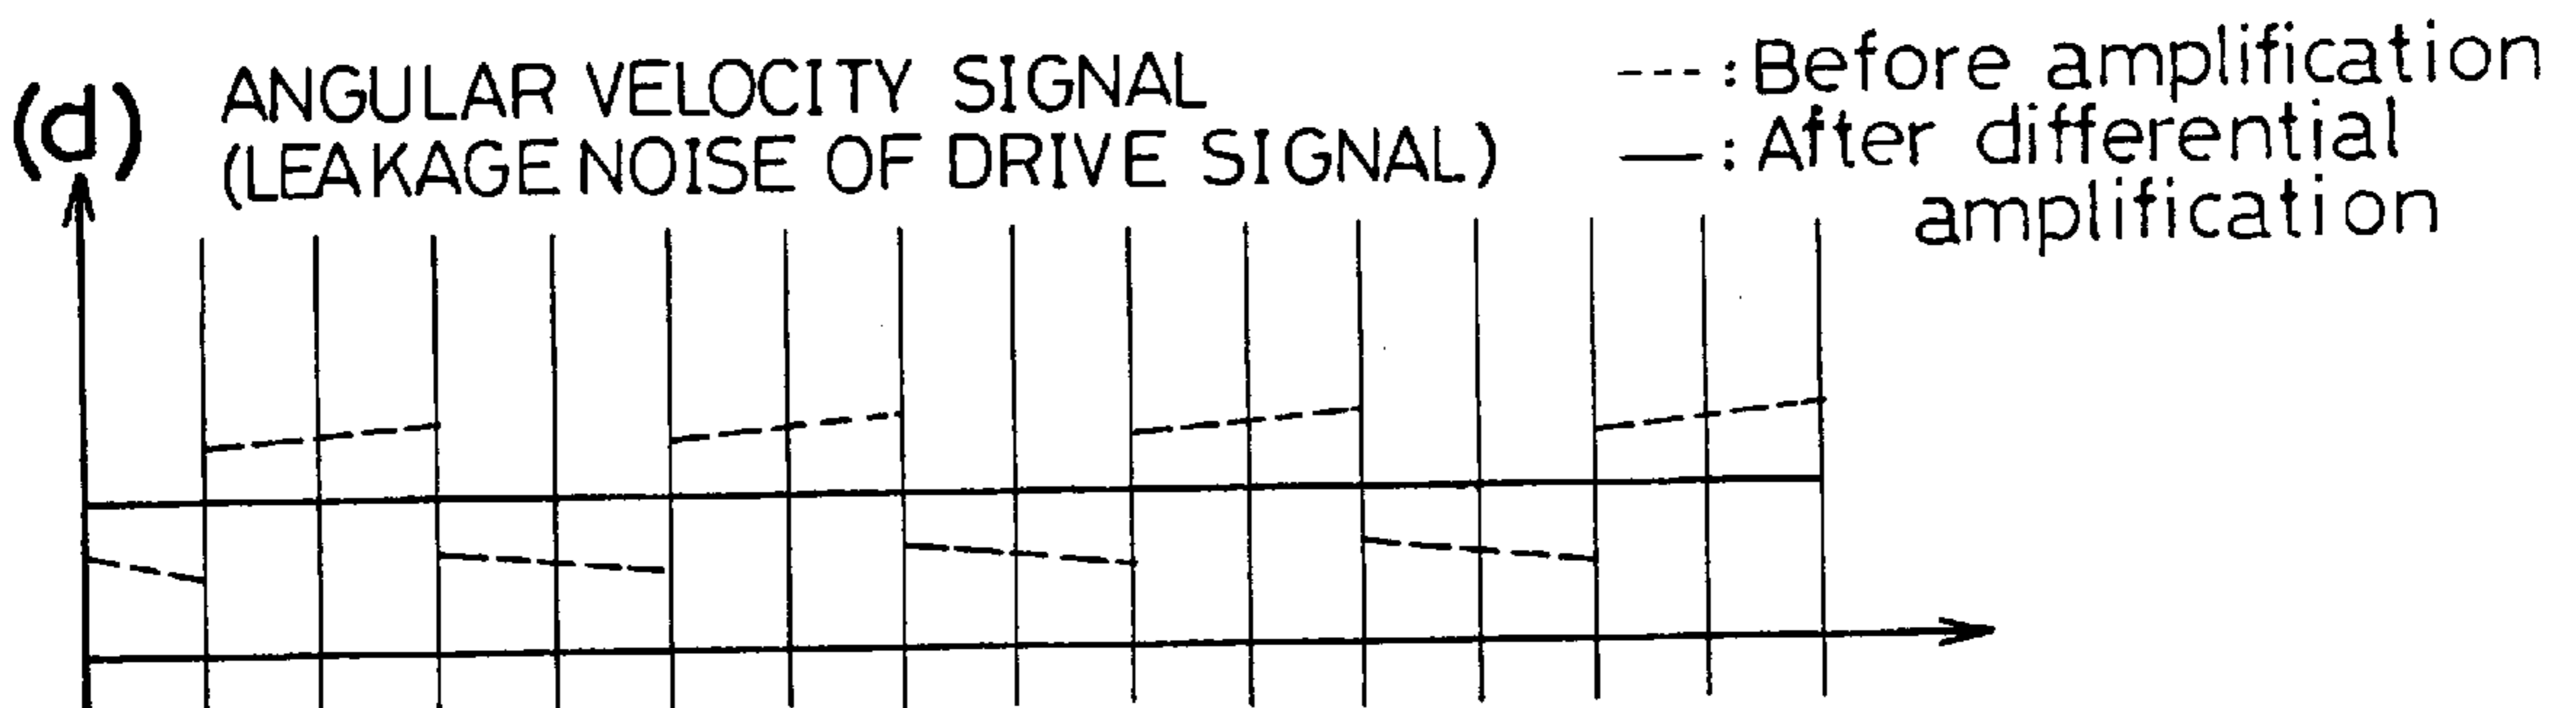 (d) ANGULAR VELOCITY SIGNAL
(LEAKAGE NOISE OF DRIVE SIGNAL)
--- : Before amplification
— : After differential
amplification